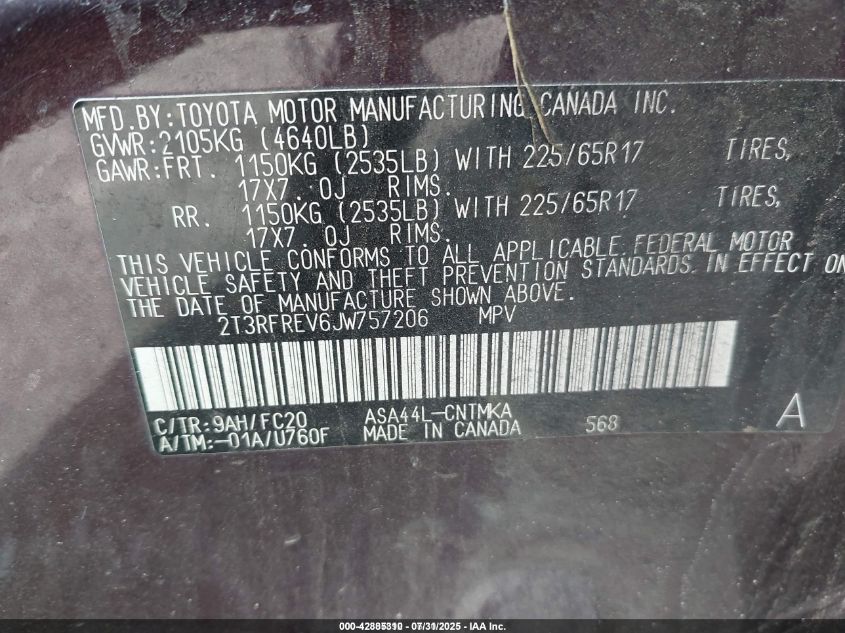 MFD.BY:TOYOTA MOTOR MANUFACTURING CANADA INC.
GVWR:2105KG (4640LB)
GAWR:FRT. 1150KG (2535LB) WITH 225/65R17 TIRES,
17X7.0J RIMS.
RR. 1150KG (2535LB) WITH 225/65R17 TIRES,
17X7.0J RIMS.
THIS VEHICLE CONFORMS TO ALL APPLICABLE FEDERAL MOTOR
VEHICLE SAFETY AND THEFT PREVENTION STANDARDS IN EFFECT ON
THE DATE OF MANUFACTURE SHOWN ABOVE.
2T3RFREV6JW757206 MPV
C/TR:9AH/FC20 ASA44L-CNTMKA 568 A
A/TM:-01A/U760F MADE IN CANADA
- IAA Inc.